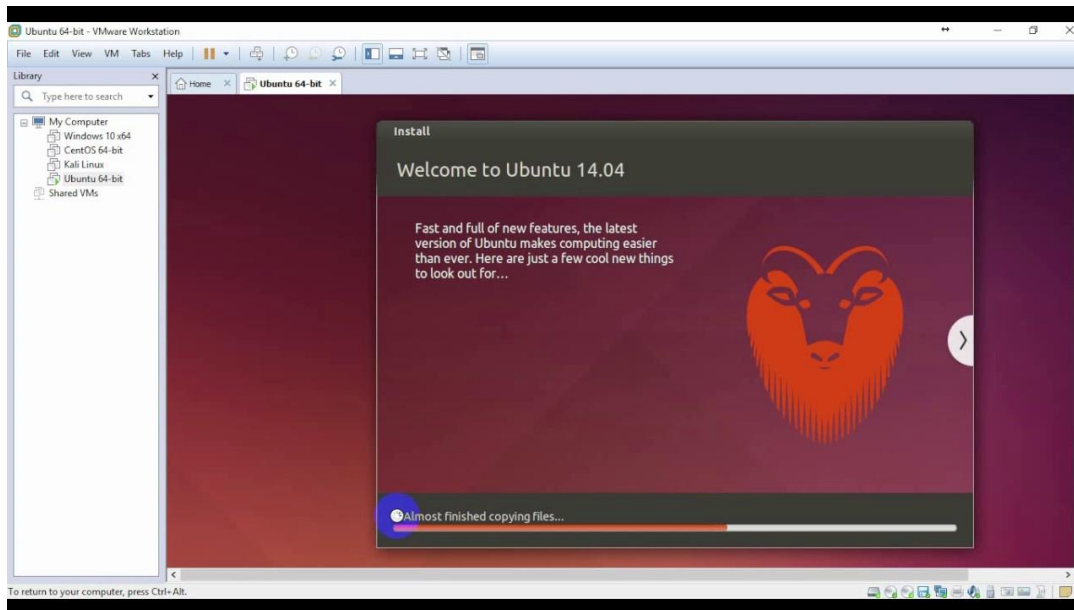 Ubuntu 64-bit - VMware Workstation
File Edit View VM Tabs Help
Library
Home
Ubuntu 64-bit
Type here to search
My Computer
Windows 10 x64
CentOS 64-bit
Kali Linux
Ubuntu 64-bit
Shared VMs
Install
Welcome to Ubuntu 14.04
Fast and full of new features, the latest
version of Ubuntu makes computing easier
than ever. Here are just a few cool new things
to look out for...
Almost finished copying files...
To return to your computer, press Ctrl+Alt.